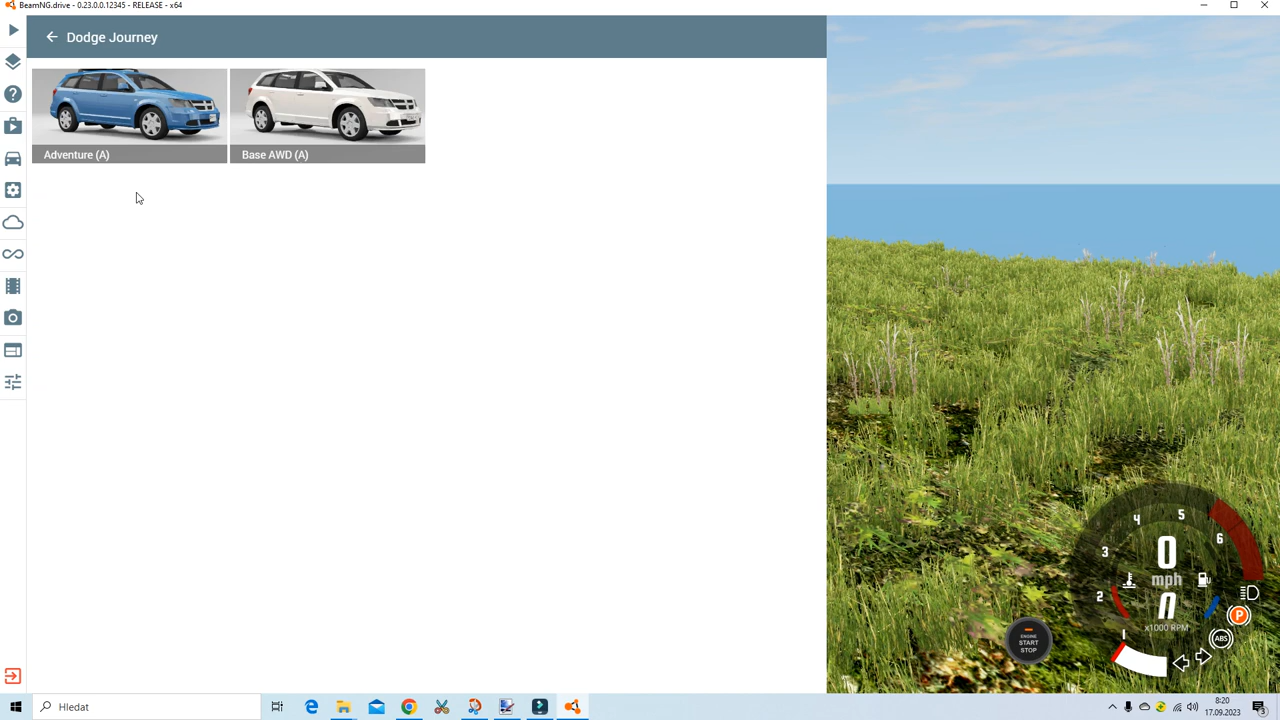 BeamNG.drive - 0.23.0.0.12345 - RELEASE - x64
Dodge Journey
Adventure (A)
Base AWD (A)
1
2
3
4
5
6
0
mph
0
x1000 RPM
P
ABS
ENGINE
START
STOP
Hledat
8:20
17.09.2023
3